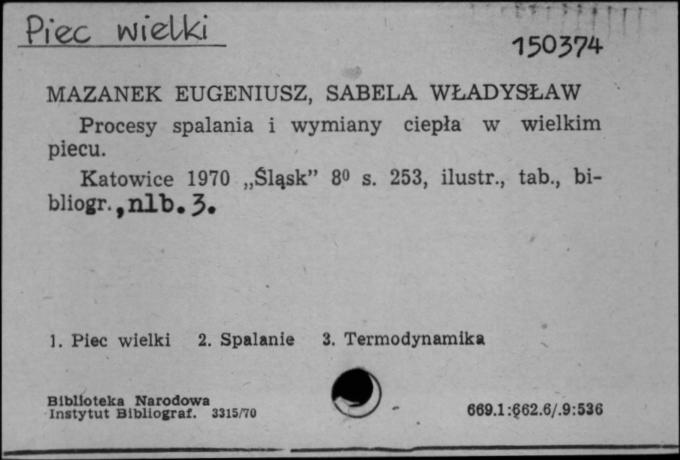 Piec wielki
150374
MAZANEK EUGENIUSZ, SABELA WŁADYSŁAW
Procesy spalania i wymiany ciepła w wielkim
piecu.
Katowice 1970 „Śląsk” 8⁰ s. 253, ilustr., tab., bi-
bliogr., nlb. 3.
1. Piec wielki 2. Spalanie 3. Termodynamika
Biblioteka Narodowa
Instytut Bibliograf. 3315/70
669.1:662.6/.9:536